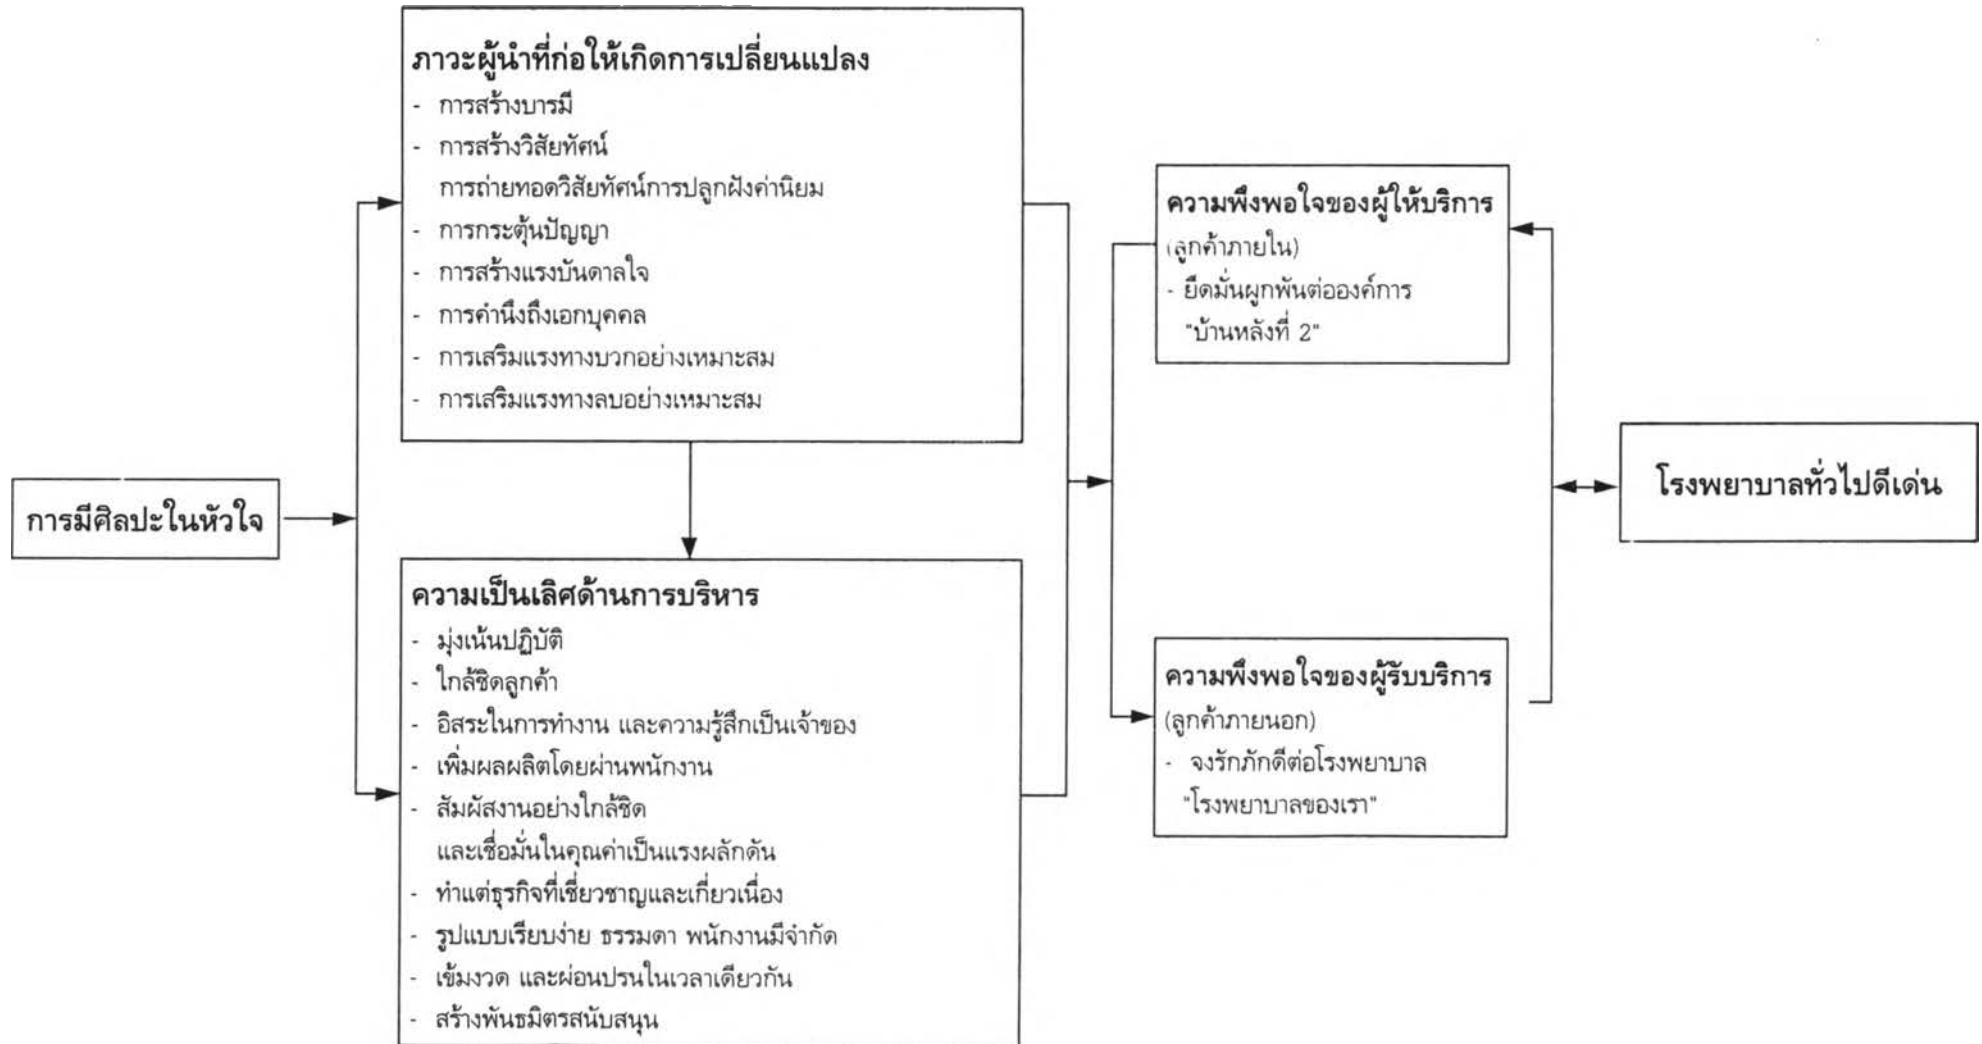 ภาวะผู้นำที่ก่อให้เกิดการเปลี่ยนแปลง
- การสร้างบารมี
- การสร้างวิสัยทัศน์
การถ่ายทอดวิสัยทัศน์การปลูกฝังค่านิยม
- การกระตุ้นปัญญา
- การสร้างแรงบันดาลใจ
- การคำนึงถึงเอกบุคคล
- การเสริมแรงทางบวกอย่างเหมาะสม
- การเสริมแรงทางลบอย่างเหมาะสม
การมีศิลปะในหัวใจ
ความเป็นเลิศด้านการบริหาร
- มุ่งเน้นปฏิบัติ
- ใกล้ชิดลูกค้า
- อิสระในการทำงาน และความรู้สึกเป็นเจ้าของ
- เพิ่มผลผลิตโดยผ่านพนักงาน
- สัมผัสงานอย่างใกล้ชิด
และเชื่อมั่นในคุณค่าเป็นแรงผลักดัน
- ทำแต่ธุรกิจที่เชี่ยวชาญและเกี่ยวเนื่อง
- รูปแบบเรียบง่าย ธรรมดา พนักงานมีจำกัด
- เข้มงวด และผ่อนปรนในเวลาเดียวกัน
- สร้างพันธมิตรสนับสนุน
ความพึงพอใจของผู้ให้บริการ
(ลูกค้าภายใน)
- ยึดมั่นผูกพันต่อองค์การ
"บ้านหลังที่ 2"
ความพึงพอใจของผู้รับบริการ
(ลูกค้าภายนอก)
- จงรักภักดีต่อโรงพยาบาล
"โรงพยาบาลของเรา"
โรงพยาบาลทั่วไปดีเด่น